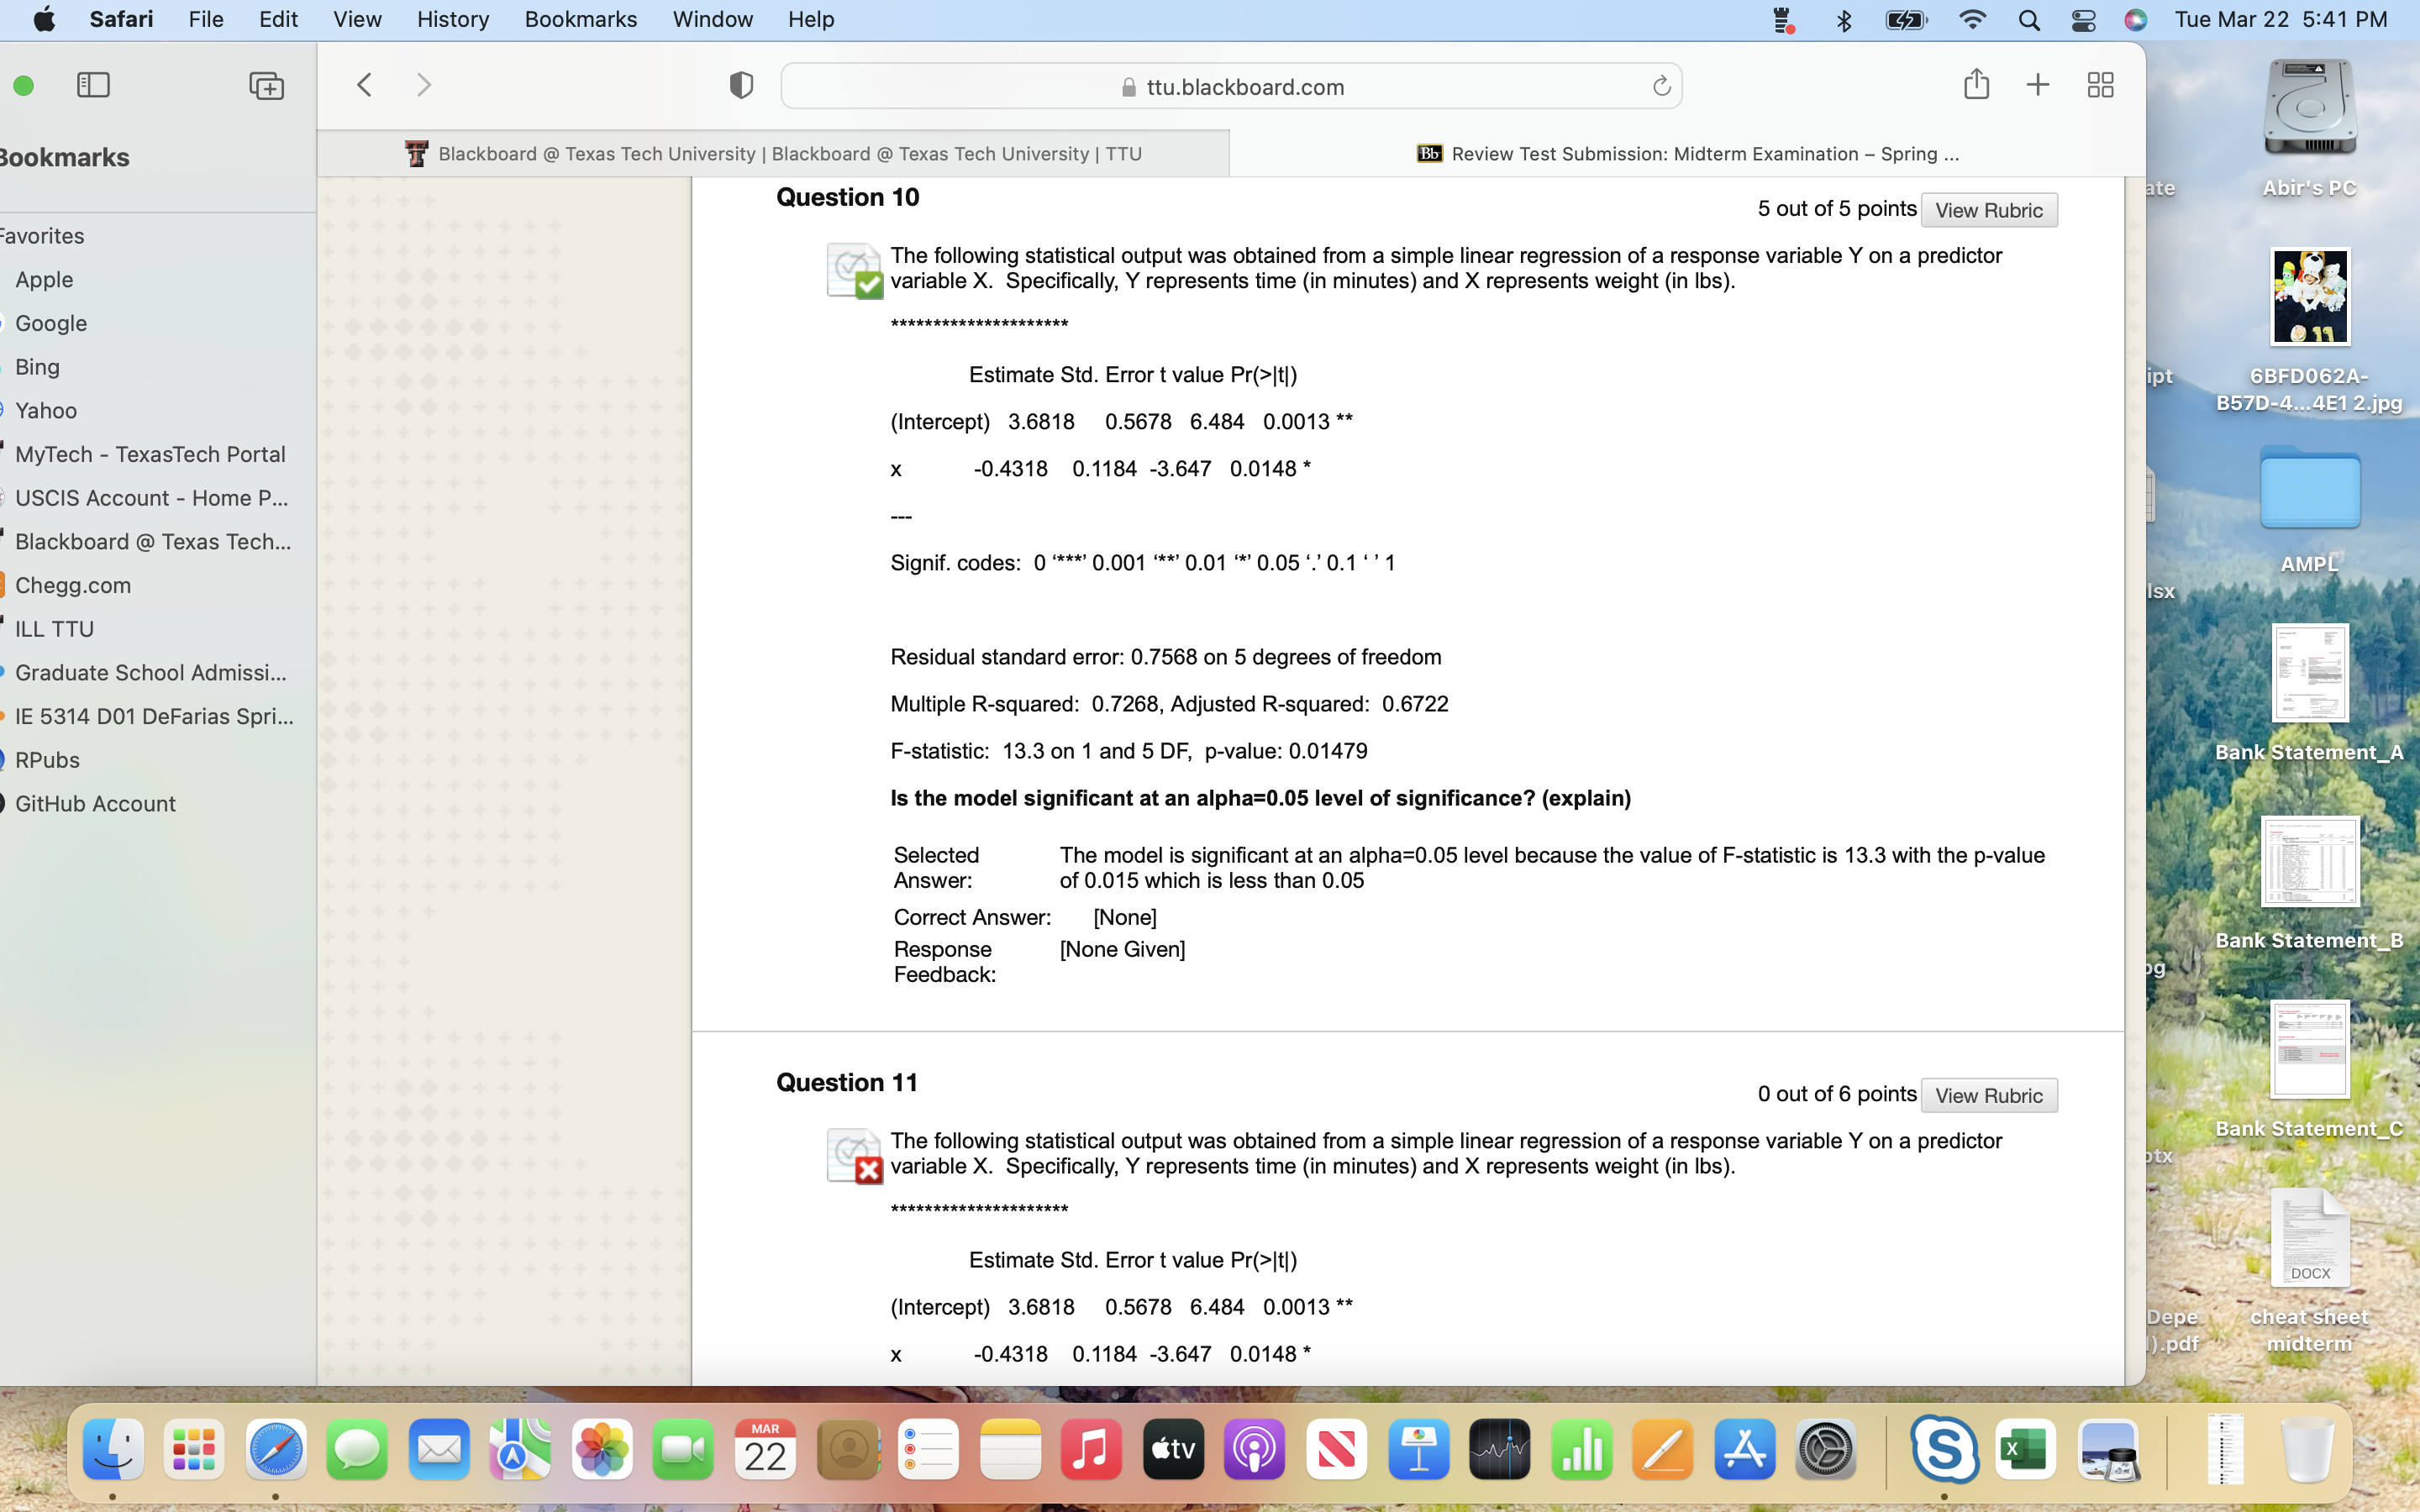 Safari File Edit View History Bookmarks Window Help Tue Mar 22 5:41 PM
ttu.blackboard.com
Blackboard @ Texas Tech University | Blackboard @ Texas Tech University | TTU
Bb Review Test Submission: Midterm Examination – Spring ...
Bookmarks
Favorites
Apple
Google
Bing
Yahoo
MyTech - TexasTech Portal
USCIS Account - Home P...
Blackboard @ Texas Tech...
Chegg.com
ILL TTU
Graduate School Admissi...
IE 5314 D01 DeFarias Spri...
RPubs
GitHub Account
Question 10
5 out of 5 points View Rubric
The following statistical output was obtained from a simple linear regression of a response variable Y on a predictor
variable X. Specifically, Y represents time (in minutes) and X represents weight (in lbs).
*********************
Estimate Std. Error t value Pr(>|t|)
(Intercept) 3.6818 0.5678 6.484 0.0013 **
x -0.4318 0.1184 -3.647 0.0148 *
---
Signif. codes: 0 ‘***’ 0.001 ‘**’ 0.01 ‘*’ 0.05 ‘.’ 0.1 ‘ ’ 1
Residual standard error: 0.7568 on 5 degrees of freedom
Multiple R-squared: 0.7268, Adjusted R-squared: 0.6722
F-statistic: 13.3 on 1 and 5 DF, p-value: 0.01479
Is the model significant at an alpha=0.05 level of significance? (explain)
Selected Answer: The model is significant at an alpha=0.05 level because the value of F-statistic is 13.3 with the p-value
of 0.015 which is less than 0.05
Correct Answer: [None]
Response Feedback: [None Given]
Question 11
0 out of 6 points View Rubric
The following statistical output was obtained from a simple linear regression of a response variable Y on a predictor
variable X. Specifically, Y represents time (in minutes) and X represents weight (in lbs).
*********************
Estimate Std. Error t value Pr(>|t|)
(Intercept) 3.6818 0.5678 6.484 0.0013 **
x -0.4318 0.1184 -3.647 0.0148 *
Abir's PC
ate
6BFD062A-
B57D-4...4E1 2.jpg
ipt
AMPL
lsx
Bank Statement_A
Bank Statement_B
og
Bank Statement_C
otx
DOCX
cheat sheet
midterm
Depe
).pdf
MAR
22
tv